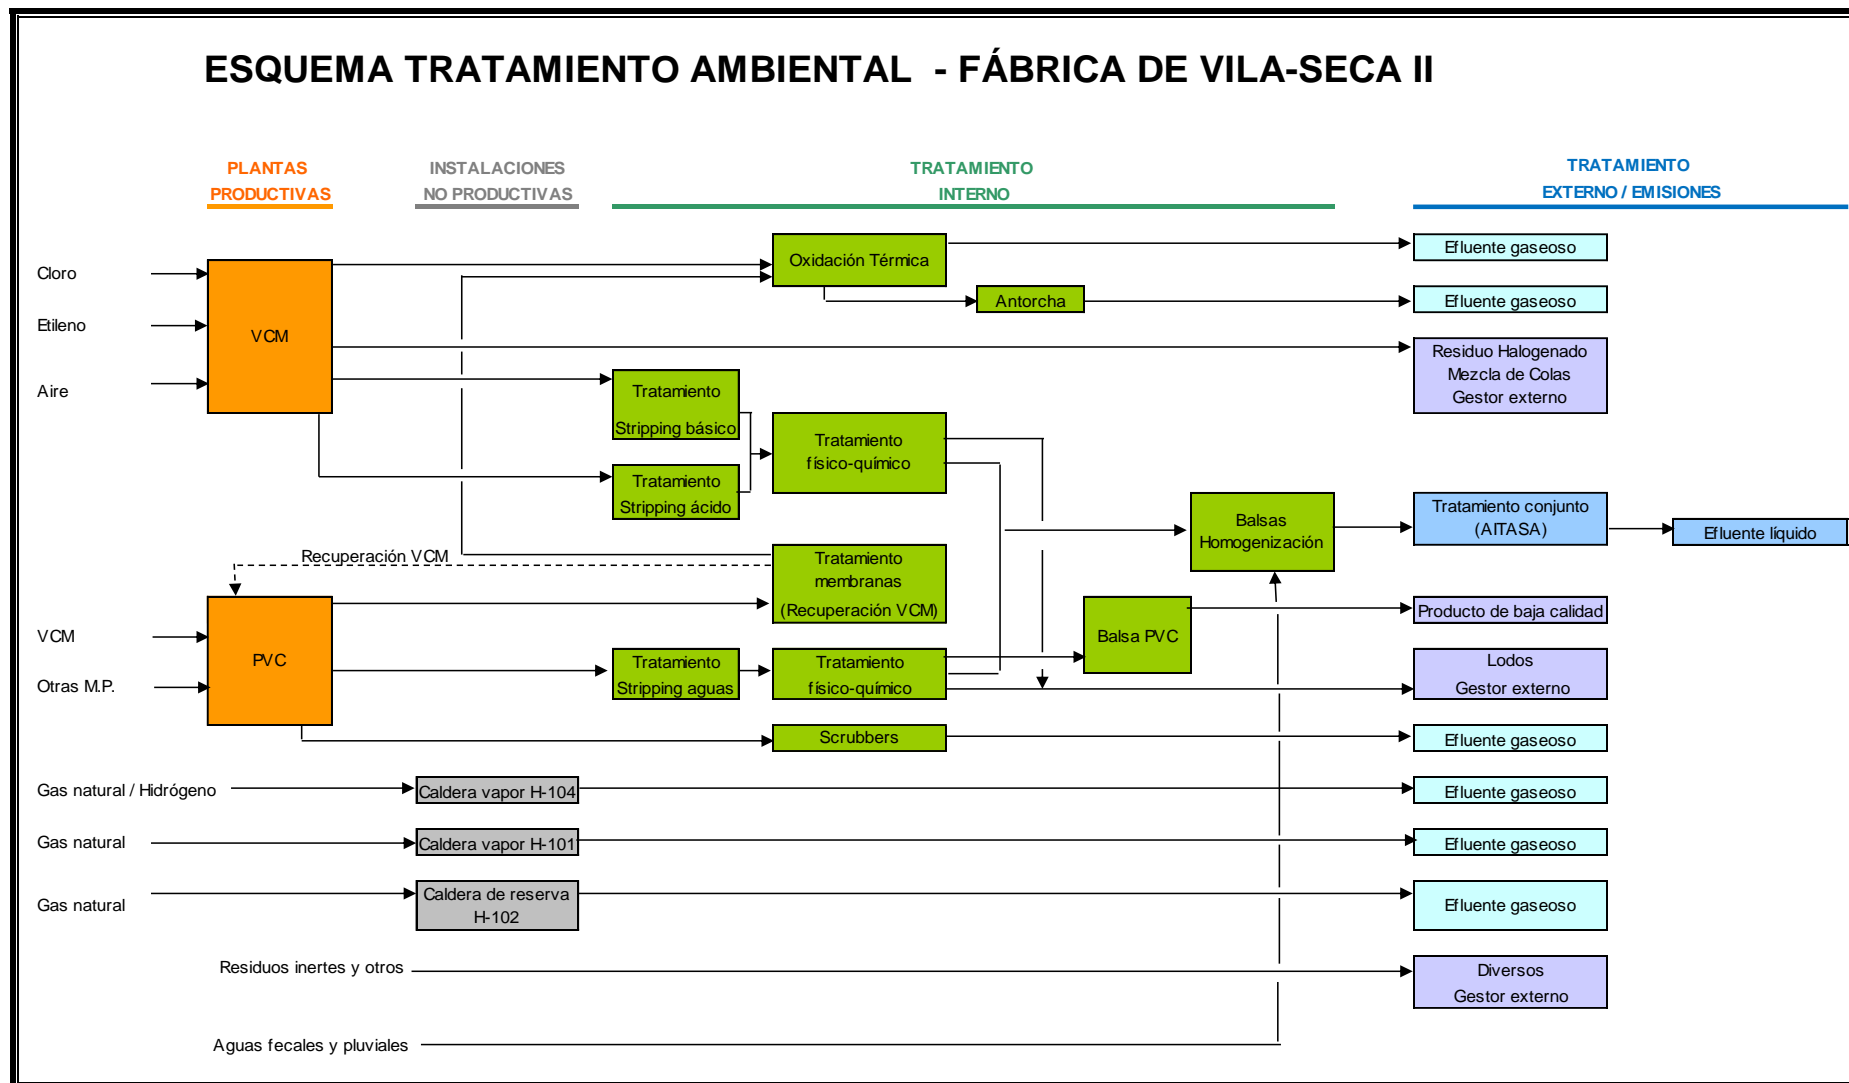 ESQUEMA TRATAMIENTO AMBIENTAL - FÁBRICA DE VILA-SECA II
PLANTAS
PRODUCTIVAS
INSTALACIONES
NO PRODUCTIVAS
TRATAMIENTO
INTERNO
TRATAMIENTO
EXTERNO / EMISIONES
Cloro
Etileno
Aire
VCM
Oxidación Térmica
Antorcha
Efluente gaseoso
Efluente gaseoso
Residuo Halogenado
Mezcla de Colas
Gestor externo
Tratamiento
Stripping básico
Tratamiento
Stripping ácido
Tratamiento
físico-químico
Balsas
Homogenización
Tratamiento conjunto
(AITASA)
Efluente líquido
Recuperación VCM
Tratamiento
membranas
(Recuperación VCM)
VCM
Otras M.P.
PVC
Tratamiento
Stripping aguas
Tratamiento
físico-químico
Balsa PVC
Producto de baja calidad
Lodos
Gestor externo
Scrubbers
Efluente gaseoso
Gas natural / Hidrógeno
Caldera vapor H-104
Efluente gaseoso
Gas natural
Caldera vapor H-101
Efluente gaseoso
Gas natural
Caldera de reserva
H-102
Efluente gaseoso
Residuos inertes y otros
Diversos
Gestor externo
Aguas fecales y pluviales